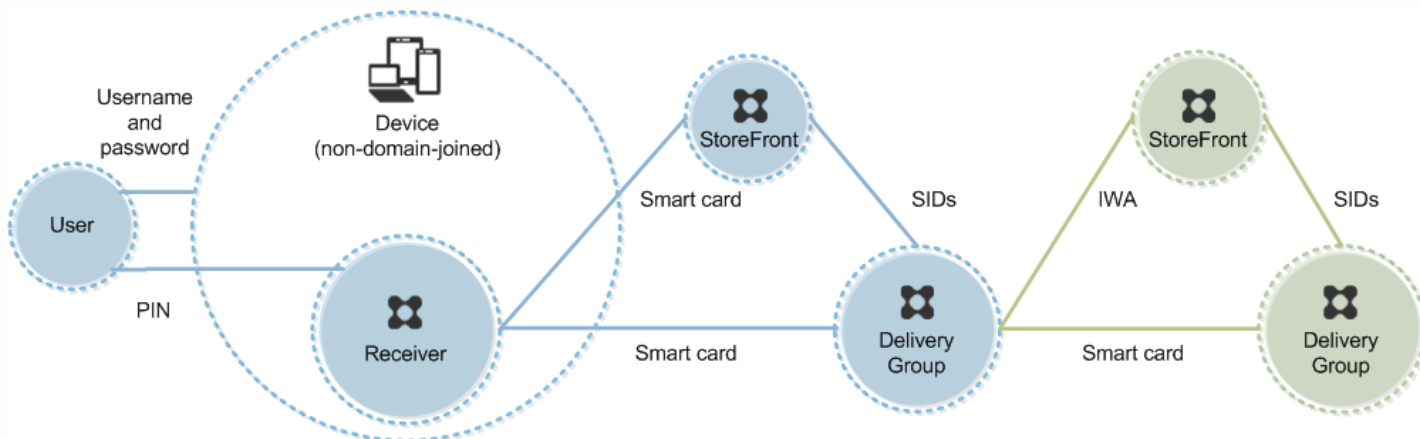 Username
and
password
Device
(non-domain-joined)
User
PIN
Receiver
StoreFront
Smart card
SIDs
Smart card
Delivery
Group
StoreFront
IWA
SIDs
Smart card
Delivery
Group